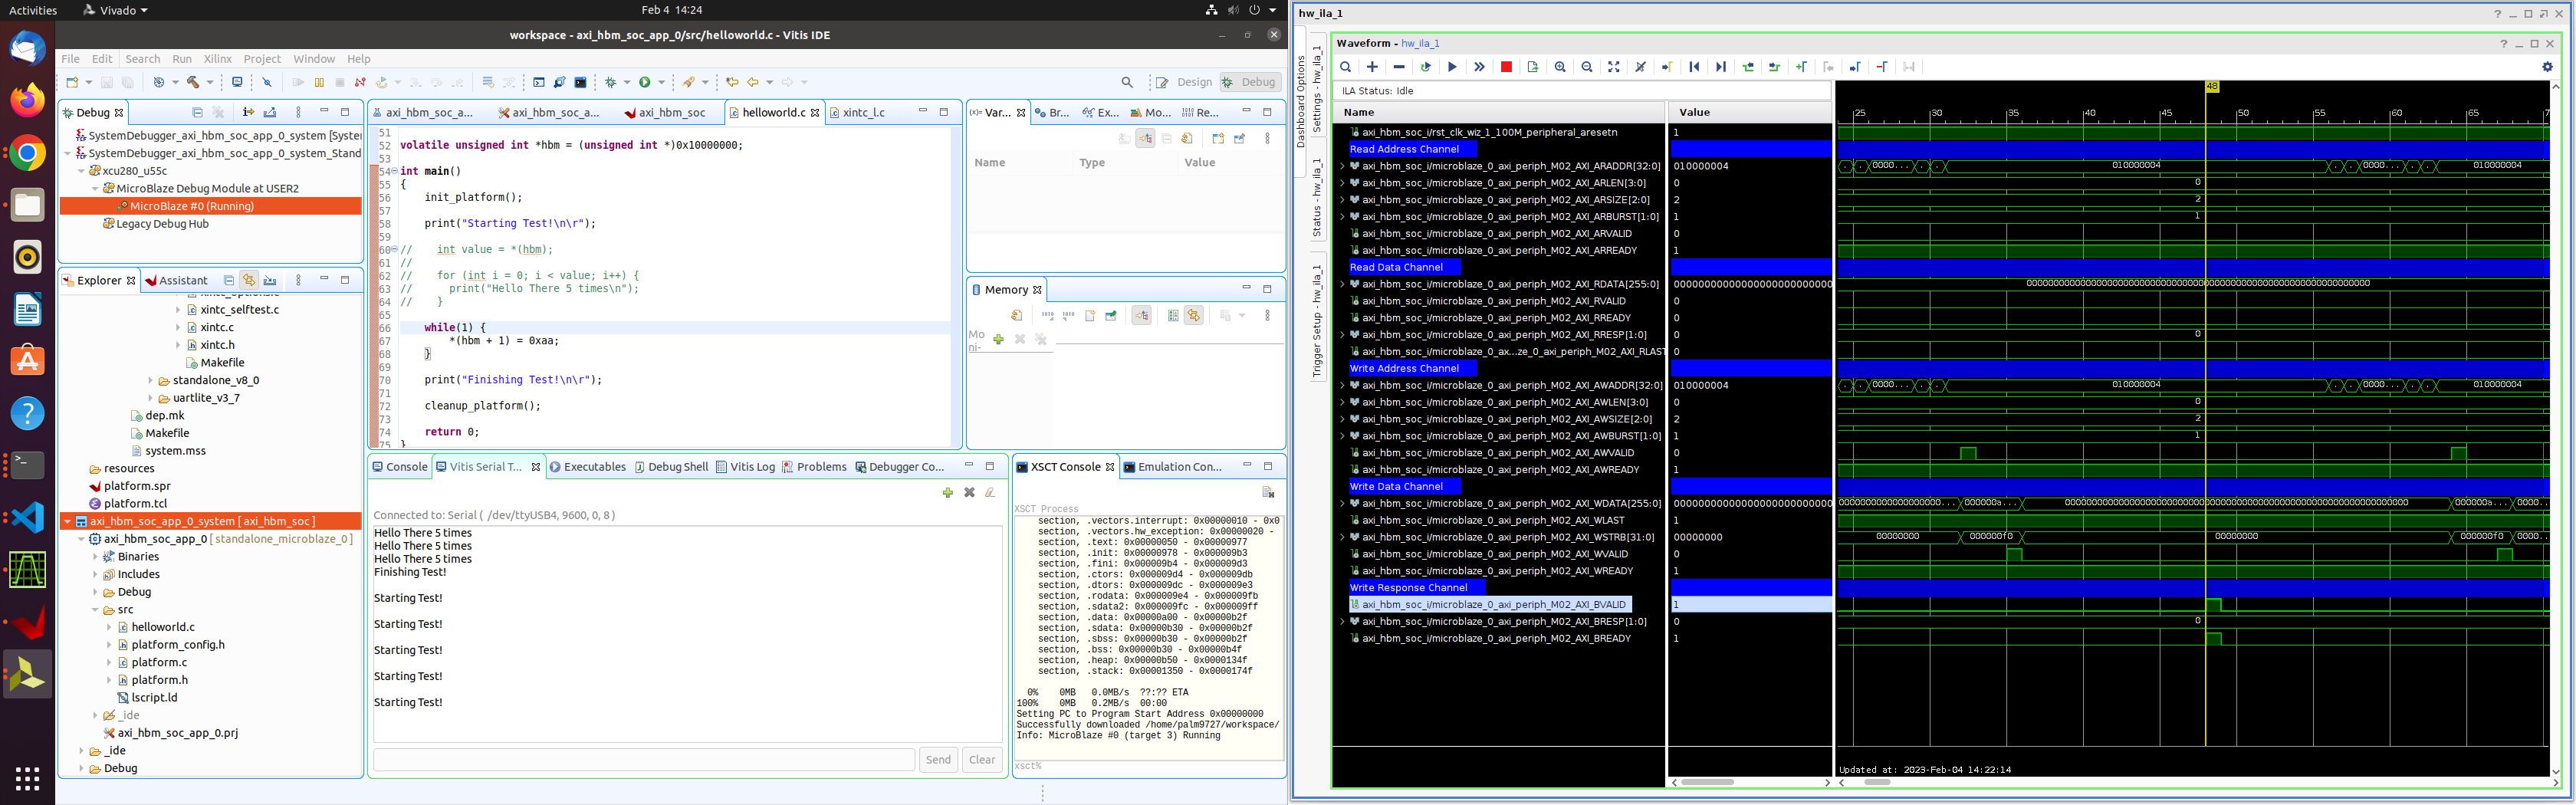 Activities
Vivado
Feb 4 14:24
workspace - axi_hbm_soc_app_0/src/helloworld.c - Vitis IDE
File Edit Search Run Xilinx Project Window Help
Design Debug
Debug
SystemDebugger_axi_hbm_soc_app_0_system [System
SystemDebugger_axi_hbm_soc_app_0_system_Stand
xcu280_u55c
MicroBlaze Debug Module at USER2
MicroBlaze #0 (Running)
Legacy Debug Hub
Explorer Assistant
xintc_selftest.c
xintc.c
xintc.h
Makefile
standalone_v8_0
uartlite_v3_7
dep.mk
Makefile
system.mss
resources
platform.spr
platform.tcl
axi_hbm_soc_app_0_system [ axi_hbm_soc ]
axi_hbm_soc_app_0 [ standalone_microblaze_0 ]
Binaries
Includes
Debug
src
helloworld.c
platform_config.h
platform.c
platform.h
lscript.ld
_ide
axi_hbm_soc_app_0.prj
_ide
Debug
axi_hbm_soc_a... axi_hbm_soc_a... axi_hbm_soc helloworld.c xintc_l.c
51
52 volatile unsigned int *hbm = (unsigned int *)0x10000000;
53
54 int main()
55 {
56 init_platform();
57
58 print("Starting Test!\n\r");
59
60 // int value = *(hbm);
61 //
62 // for (int i = 0; i < value; i++) {
63 // print("Hello There 5 times\n");
64 // }
65
66 while(1) {
67 *(hbm + 1) = 0xaa;
68 }
69
70 print("Finishing Test!\n\r");
71
72 cleanup_platform();
73
74 return 0;
75 }
Var... Br... Ex... Mo... Re...
Name Type Value
Memory
Mo
ni-
Console Vitis Serial T... Executables Debug Shell Vitis Log Problems Debugger Co...
Connected to: Serial ( /dev/ttyUSB4, 9600, 0, 8 )
Hello There 5 times
Hello There 5 times
Hello There 5 times
Finishing Test!
Starting Test!
Starting Test!
Starting Test!
Starting Test!
Starting Test!
Send Clear
XSCT Console Emulation Con...
XSCT Process
section, .vectors.interrupt: 0x00000010 - 0x0
section, .vectors.hw_exception: 0x00000020 -
section, .text: 0x00000050 - 0x00000977
section, .init: 0x00000978 - 0x000009b3
section, .fini: 0x000009b4 - 0x000009d3
section, .ctors: 0x000009d4 - 0x000009db
section, .dtors: 0x000009dc - 0x000009e3
section, .rodata: 0x000009e4 - 0x000009fb
section, .sdata2: 0x000009fc - 0x000009ff
section, .data: 0x00000a00 - 0x00000b2f
section, .sdata: 0x00000b30 - 0x00000b2f
section, .sbss: 0x00000b30 - 0x00000b2f
section, .bss: 0x00000b30 - 0x00000b4f
section, .heap: 0x00000b50 - 0x0000134f
section, .stack: 0x00001350 - 0x0000174f
0% 0MB 0.0MB/s ??:?? ETA
100% 0MB 0.2MB/s 00:00
Setting PC to Program Start Address 0x00000000
Successfully downloaded /home/palm9727/workspace/
Info: MicroBlaze #0 (target 3) Running
xsct%
hw_ila_1
Dashboard Options
Settings - hw_ila_1
Status - hw_ila_1
Trigger Setup - hw_ila_1
Waveform - hw_ila_1
ILA Status: Idle
Name Value
48
25 30 35 40 45 50 55 60 65 70
axi_hbm_soc_i/rst_clk_wiz_1_100M_peripheral_aresetn 1
Read Address Channel
axi_hbm_soc_i/microblaze_0_axi_periph_M02_AXI_ARADDR[32:0] 010000004 0000... 010000004 0000... 010000004
axi_hbm_soc_i/microblaze_0_axi_periph_M02_AXI_ARLEN[3:0] 0 0
axi_hbm_soc_i/microblaze_0_axi_periph_M02_AXI_ARSIZE[2:0] 2 2
axi_hbm_soc_i/microblaze_0_axi_periph_M02_AXI_ARBURST[1:0] 1 1
axi_hbm_soc_i/microblaze_0_axi_periph_M02_AXI_ARVALID 0
axi_hbm_soc_i/microblaze_0_axi_periph_M02_AXI_ARREADY 1
Read Data Channel
axi_hbm_soc_i/microblaze_0_axi_periph_M02_AXI_RDATA[255:0]
axi_hbm_soc_i/microblaze_0_axi_periph_M02_AXI_RVALID 0
axi_hbm_soc_i/microblaze_0_axi_periph_M02_AXI_RREADY 0
axi_hbm_soc_i/microblaze_0_axi_periph_M02_AXI_RRESP[1:0] 0 0
axi_hbm_soc_i/microblaze_0_ax...ze_0_axi_periph_M02_AXI_RLAST 0
Write Address Channel
axi_hbm_soc_i/microblaze_0_axi_periph_M02_AXI_AWADDR[32:0] 010000004 0000... 010000004 0000... 010000004
axi_hbm_soc_i/microblaze_0_axi_periph_M02_AXI_AWLEN[3:0] 0 0
axi_hbm_soc_i/microblaze_0_axi_periph_M02_AXI_AWSIZE[2:0] 2 2
axi_hbm_soc_i/microblaze_0_axi_periph_M02_AXI_AWBURST[1:0] 1 1
axi_hbm_soc_i/microblaze_0_axi_periph_M02_AXI_AWVALID 0
axi_hbm_soc_i/microblaze_0_axi_periph_M02_AXI_AWREADY 1
Write Data Channel
axi_hbm_soc_i/microblaze_0_axi_periph_M02_AXI_WDATA[255:0] 000000a... 000000a... 0000...
axi_hbm_soc_i/microblaze_0_axi_periph_M02_AXI_WLAST 1
axi_hbm_soc_i/microblaze_0_axi_periph_M02_AXI_WSTRB[31:0] 00000000 00000000 000000f0 00000000 000000f0 0000...
axi_hbm_soc_i/microblaze_0_axi_periph_M02_AXI_WVALID 0
axi_hbm_soc_i/microblaze_0_axi_periph_M02_AXI_WREADY 1
Write Response Channel
axi_hbm_soc_i/microblaze_0_axi_periph_M02_AXI_BVALID 1
axi_hbm_soc_i/microblaze_0_axi_periph_M02_AXI_BRESP[1:0] 0 0
axi_hbm_soc_i/microblaze_0_axi_periph_M02_AXI_BREADY 1
Updated at: 2023-Feb-04 14:22:14